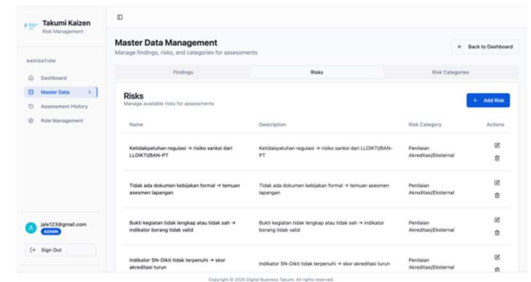 Takumi Kaizen
Risk Management
NAVIGATION
Dashboard
Master Data
Assessment History
Role Management
jale123@gmail.com
ADMIN
Sign Out
Master Data Management
Manage findings, risks, and categories for assessments
← Back to Dashboard
Findings
Risks
Risk Categories
Risks
Manage available risks for assessments
+ Add Risk
Name
Description
Risk Category
Actions
Ketidakpatuhan regulasi → risiko sanksi dari
LLDIKTI/BAN-PT
Ketidakpatuhan regulasi → risiko sanksi dari LLDIKTI/BAN-
PT
Penilaian
Akreditasi/Eksternal
Tidak ada dokumen kebijakan formal → temuan
asesmen lapangan
Tidak ada dokumen kebijakan formal → temuan asesmen
lapangan
Penilaian
Akreditasi/Eksternal
Bukti kegiatan tidak lengkap atau tidak sah →
indikator borang tidak valid
Bukti kegiatan tidak lengkap atau tidak sah → indikator
borang tidak valid
Penilaian
Akreditasi/Eksternal
Indikator SN-Dikti tidak terpenuhi → skor
akreditasi turun
Indikator SN-Dikti tidak terpenuhi → skor akreditasi turun
Penilaian
Akreditasi/Eksternal
Copyright © 2025 Digital Business Takumi. All rights reserved.